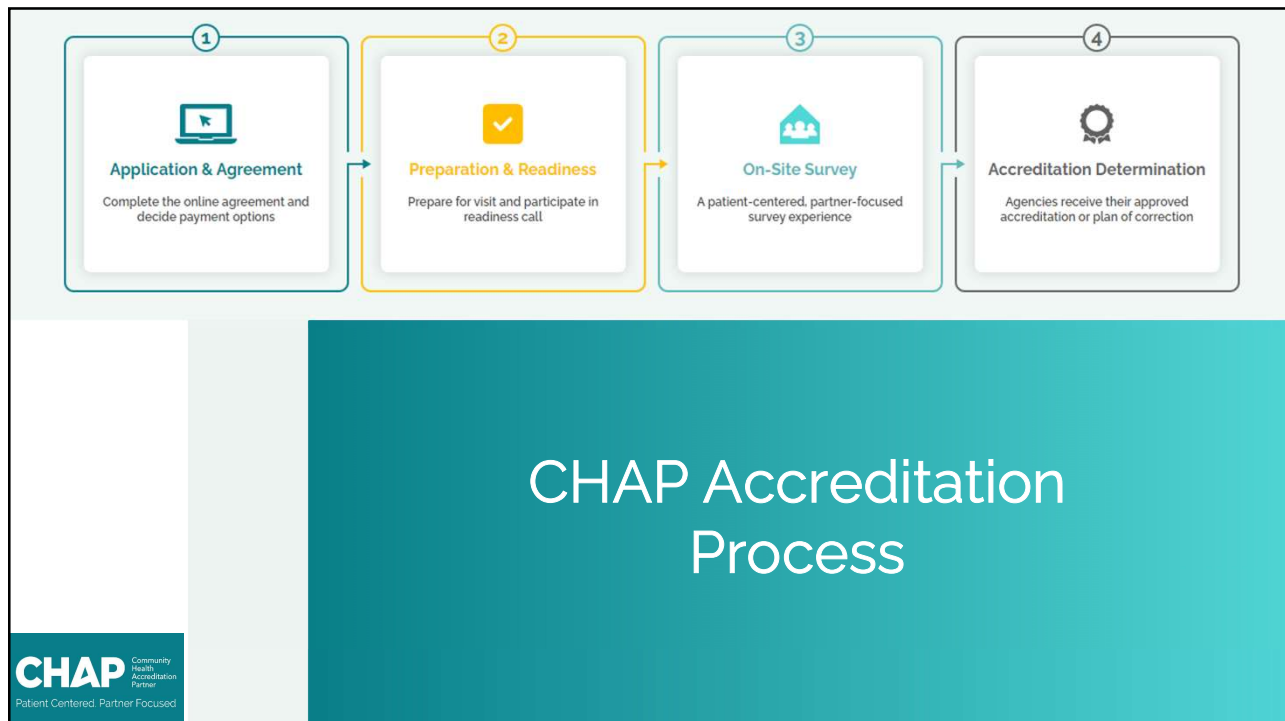 1
Application & Agreement
Complete the online agreement and
decide payment options
2
Preparation & Readiness
Prepare for visit and participate in
readiness call
3
On-Site Survey
A patient-centered, partner-focused
survey experience
4
Accreditation Determination
Agencies receive their approved
accreditation or plan of correction
CHAP Accreditation
Process
CHAP
Community
Health
Accreditation
Partner
Patient Centered. Partner Focused